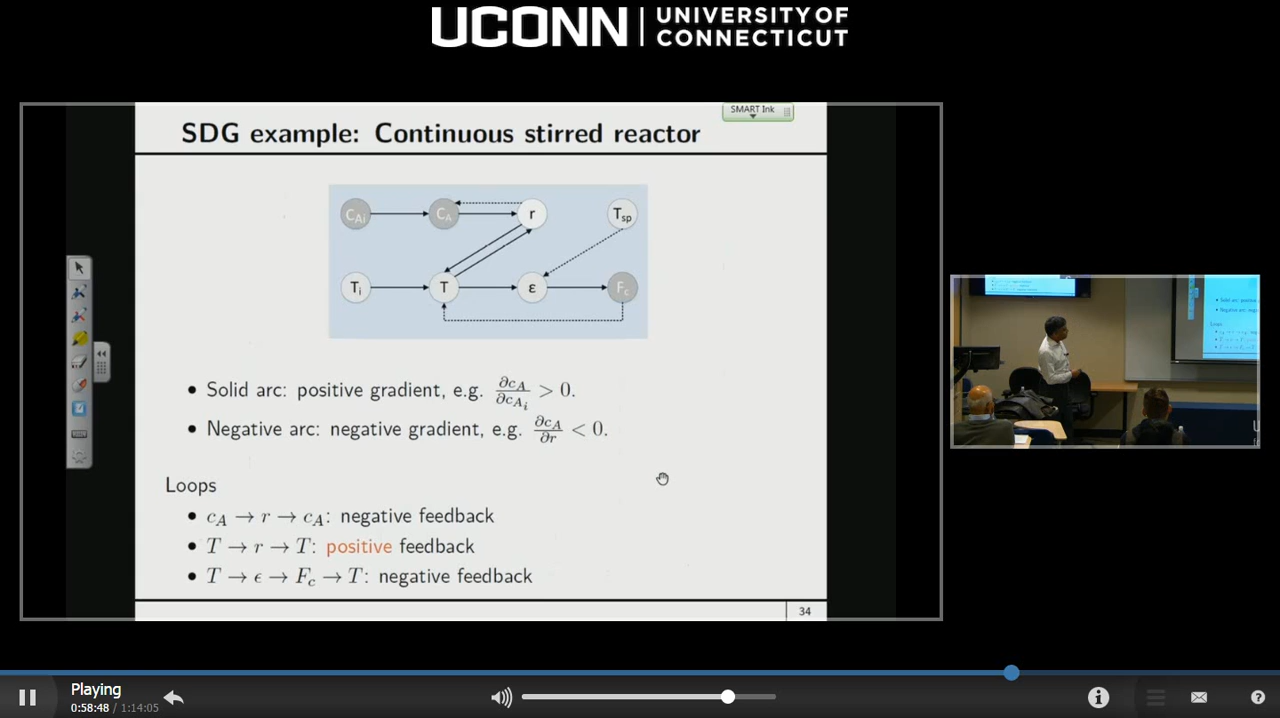 UCONN | UNIVERSITY OF
CONNECTICUT
SMART Ink
SDG example: Continuous stirred reactor
C_Ai C_A r T_sp
T_i T ε F_c
• Solid arc: positive gradient, e.g. ∂c_A/∂c_{A_i} > 0.
• Negative arc: negative gradient, e.g. ∂c_A/∂r < 0.
Loops
• c_A → r → c_A: negative feedback
• T → r → T: positive feedback
• T → ϵ → F_c → T: negative feedback
34
Playing
0:58:48 / 1:14:05